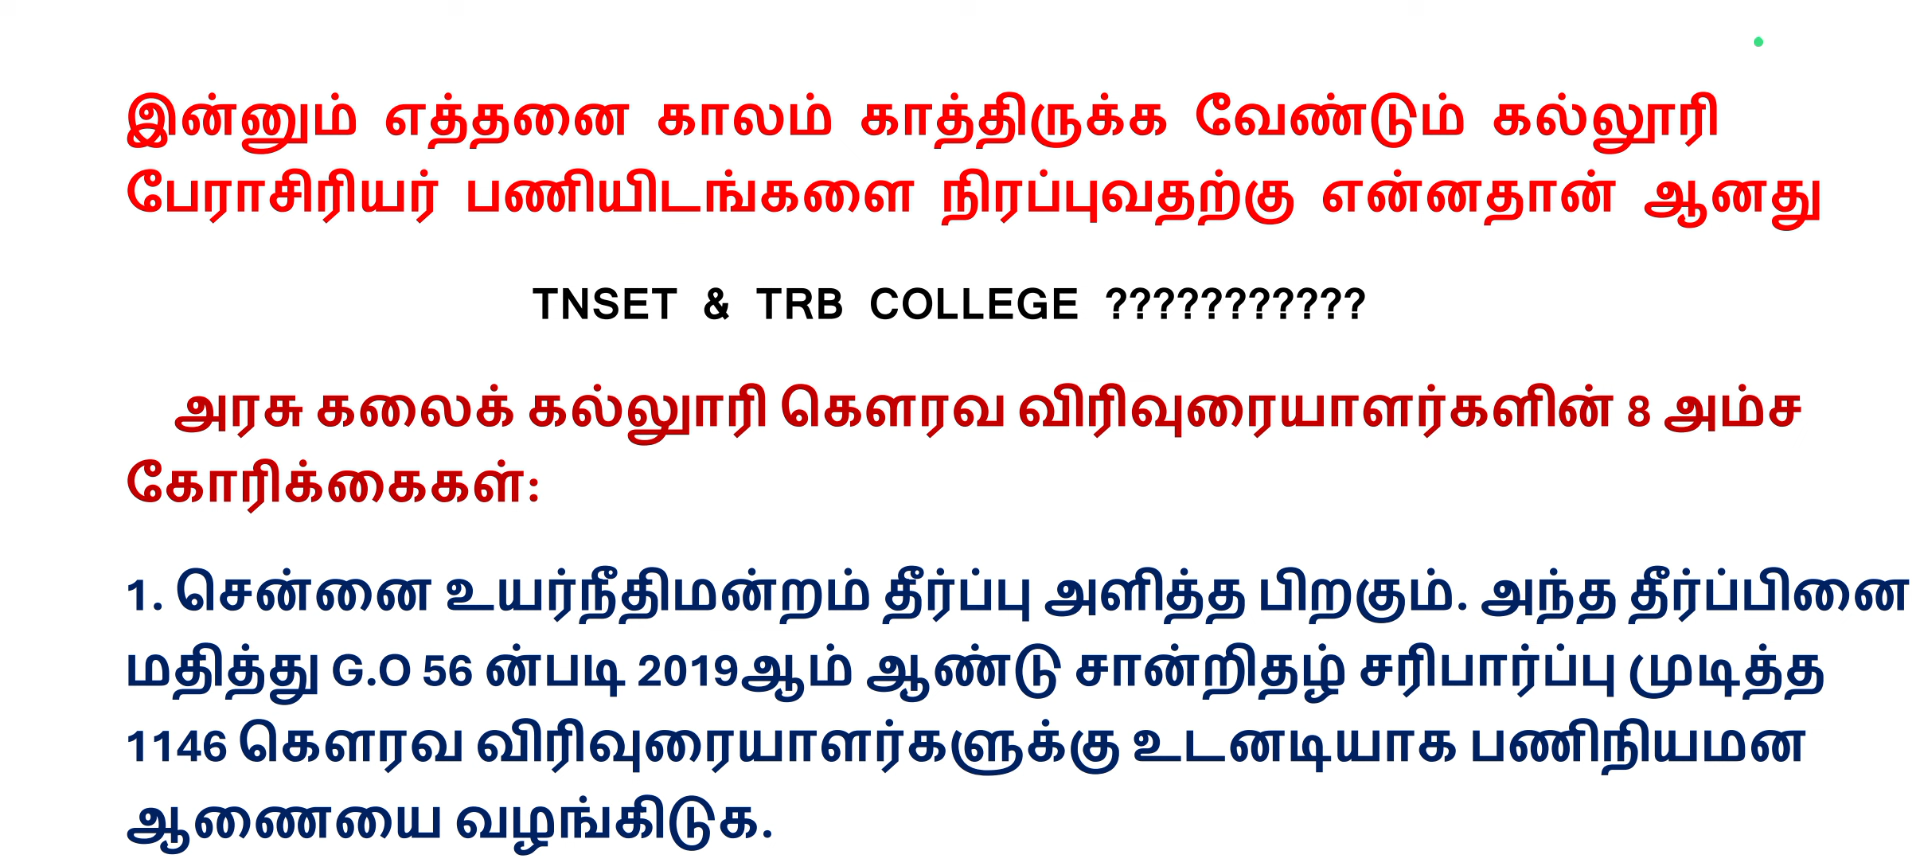 இன்னும் எத்தனை காலம் காத்திருக்க வேண்டும் கல்லூரி
பேராசிரியர் பணியிடங்களை நிரப்புவதற்கு என்னதான் ஆனது
TNSET & TRB COLLEGE ???????????
அரசு கலைக் கல்லூரி கௌரவ விரிவுரையாளர்களின் 8 அம்ச
கோரிக்கைகள்:
1. சென்னை உயர்நீதிமன்றம் தீர்ப்பு அளித்த பிறகும். அந்த தீர்ப்பினை
மதித்து G.O 56 ன்படி 2019ஆம் ஆண்டு சான்றிதழ் சரிபார்ப்பு முடித்த
1146 கௌரவ விரிவுரையாளர்களுக்கு உடனடியாக பணிநியமன
ஆணையை வழங்கிடுக.